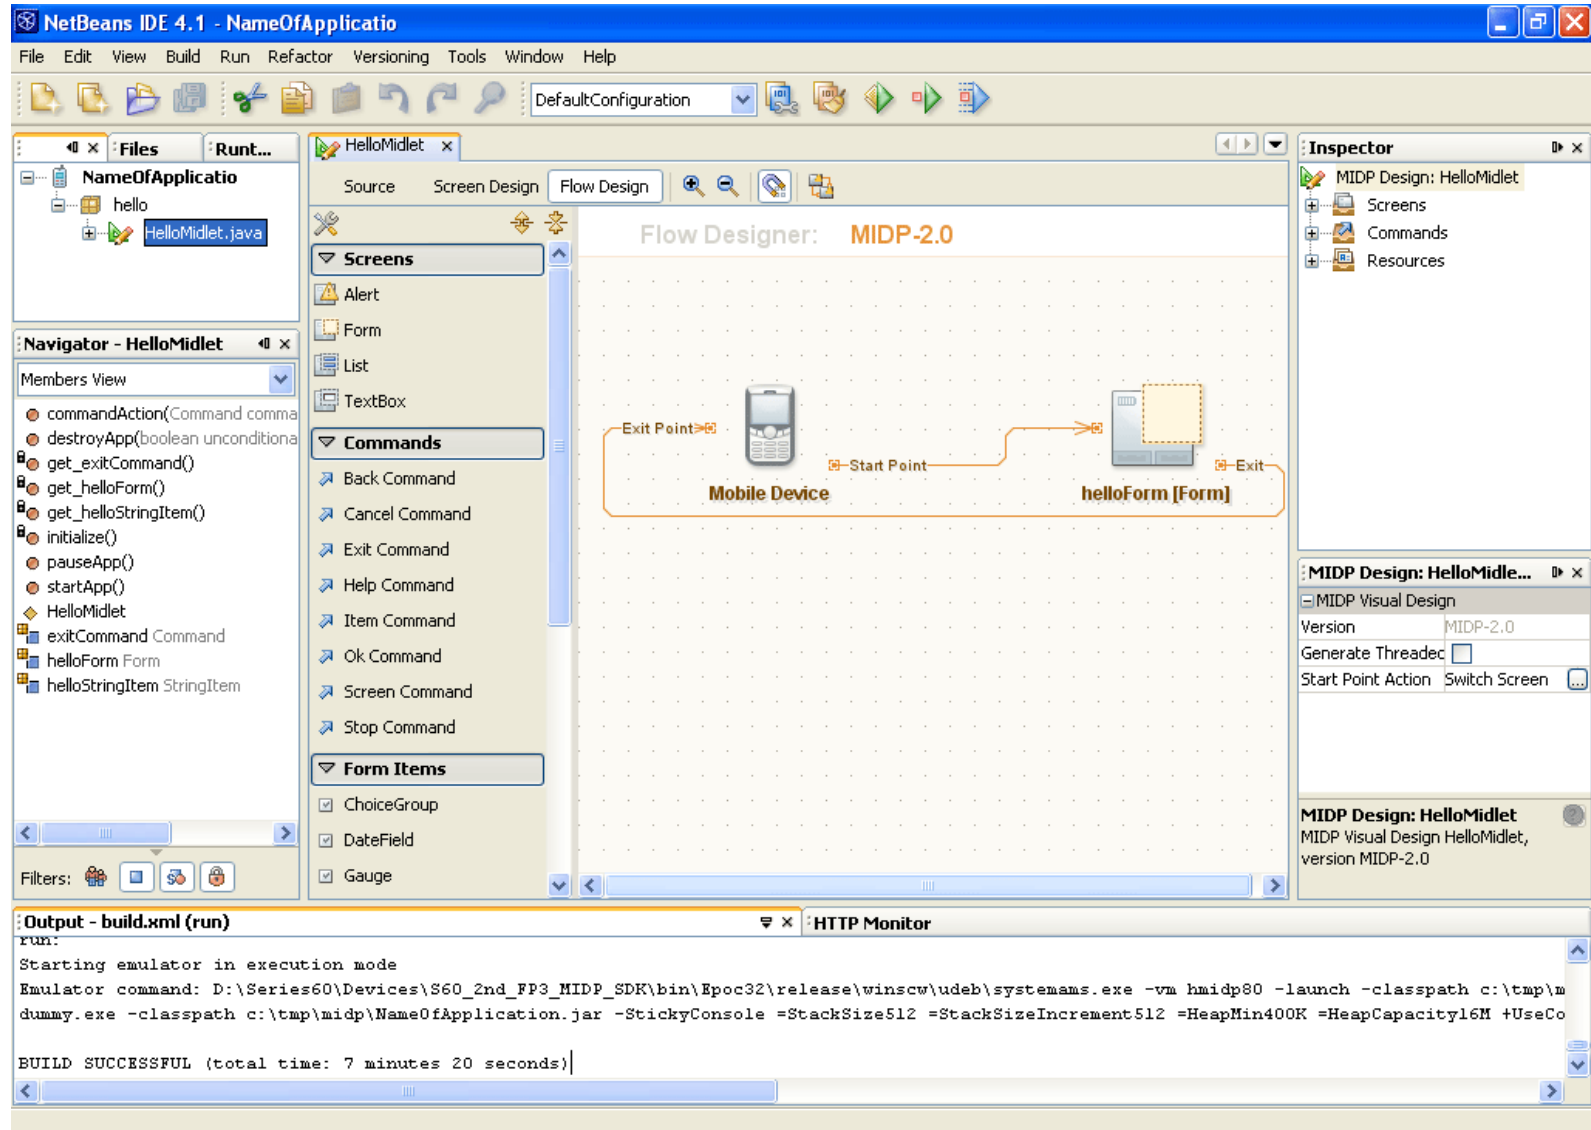 NetBeans IDE 4.1 - NameOfApplicatio
File Edit View Build Run Refactor Versioning Tools Window Help
DefaultConfiguration
Files Runt...
NameOfApplicatio
hello
HelloMidlet.java
Navigator - HelloMidlet
Members View
commandAction(Command comma
destroyApp(boolean unconditiona
get_exitCommand()
get_helloForm()
get_helloStringItem()
initialize()
pauseApp()
startApp()
HelloMidlet
exitCommand Command
helloForm Form
helloStringItem StringItem
Filters:
HelloMidlet
Source Screen Design Flow Design
Screens
Alert
Form
List
TextBox
Commands
Back Command
Cancel Command
Exit Command
Help Command
Item Command
Ok Command
Screen Command
Stop Command
Form Items
ChoiceGroup
DateField
Gauge
Flow Designer: MIDP-2.0
Exit Point
Start Point
Exit
Mobile Device
helloForm [Form]
Inspector
MIDP Design: HelloMidlet
Screens
Commands
Resources
MIDP Design: HelloMidle...
MIDP Visual Design
Version MIDP-2.0
Generate Threaded
Start Point Action Switch Screen ...
MIDP Design: HelloMidlet
MIDP Visual Design HelloMidlet,
version MIDP-2.0
Output - build.xml (run) HTTP Monitor
run:
Starting emulator in execution mode
Emulator command: D:\Series60\Devices\S60_2nd_FP3_MIDP_SDK\bin\Epoc32\release\winscw\udeb\systemams.exe -vm hmidp80 -launch -classpath c:\tmp\m
dummy.exe -classpath c:\tmp\midp\NameOfApplication.jar -StickyConsole =StackSize512 =StackSizeIncrement512 =HeapMin400K =HeapCapacity16M +UseCo
BUILD SUCCESSFUL (total time: 7 minutes 20 seconds)